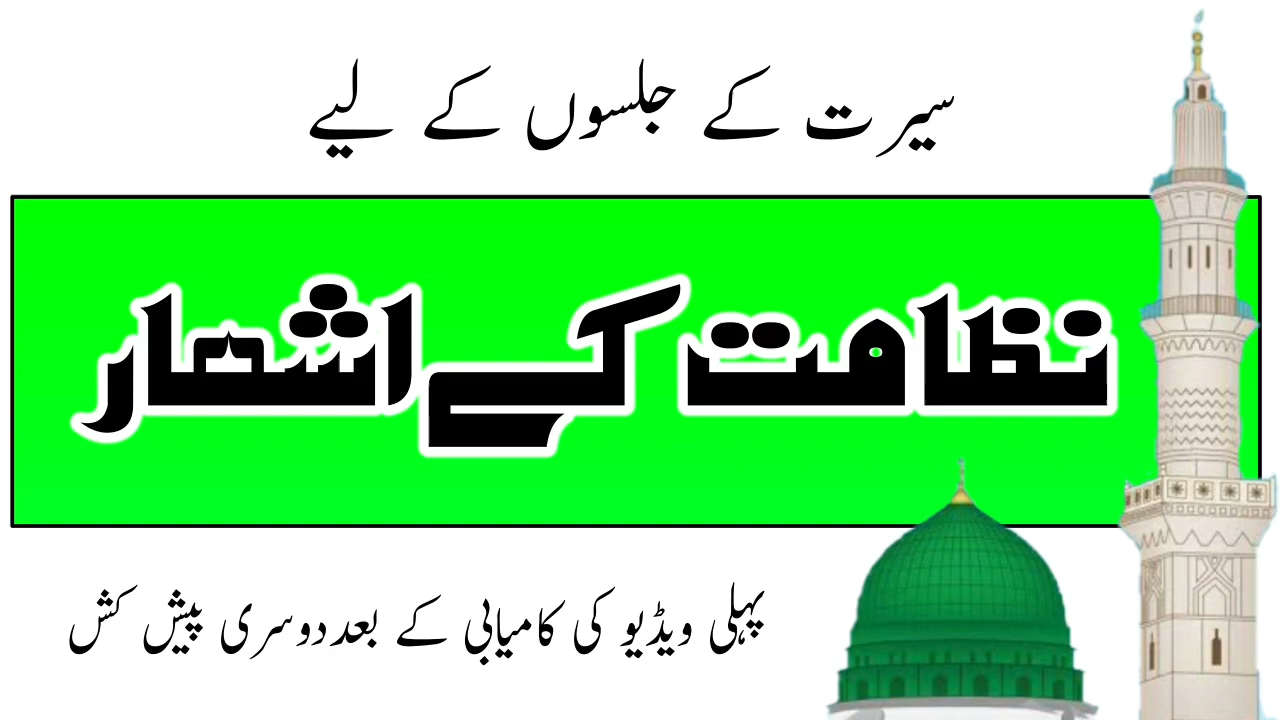 سیرت کے جلسوں کے لیے
نظامت کے اشعار
پہلی ویڈیو کی کامیابی کے بعد دوسری پیش کش